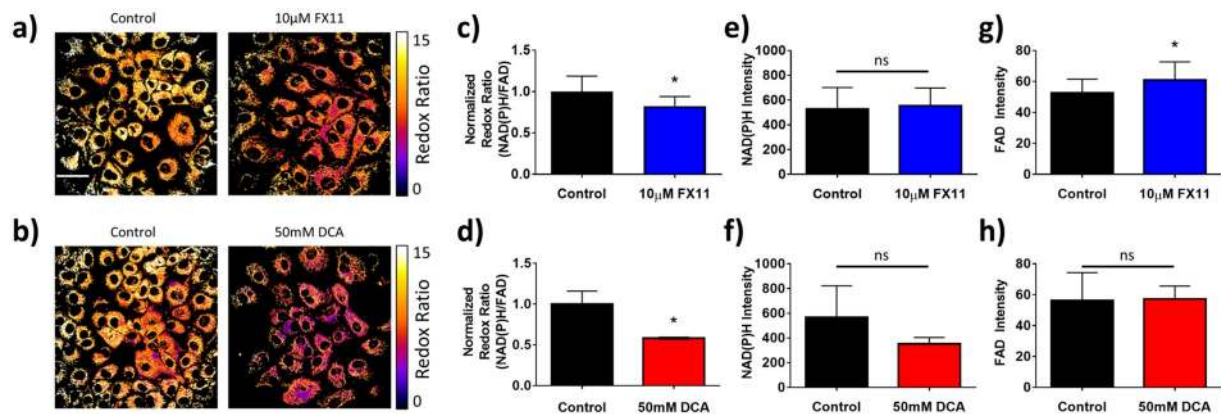 a)
Control
10µM FX11
15
Redox Ratio
0
b)
Control
50mM DCA
15
Redox Ratio
0
c)
Normalized
Redox Ratio
(NAD(P)H/FAD)
1.5
1.0
0.5
0.0
*
Control
10µM FX11
d)
Normalized
Redox Ratio
(NAD(P)H/FAD)
1.5
1.0
0.5
0.0
*
Control
50mM DCA
e)
NAD(P)H Intensity
1000
800
600
400
200
0
ns
Control
10µM FX11
f)
NAD(P)H Intensity
1000
800
600
400
200
0
ns
Control
50mM DCA
g)
FAD Intensity
80
60
40
20
0
*
Control
10µM FX11
h)
FAD Intensity
80
60
40
20
0
ns
Control
50mM DCA